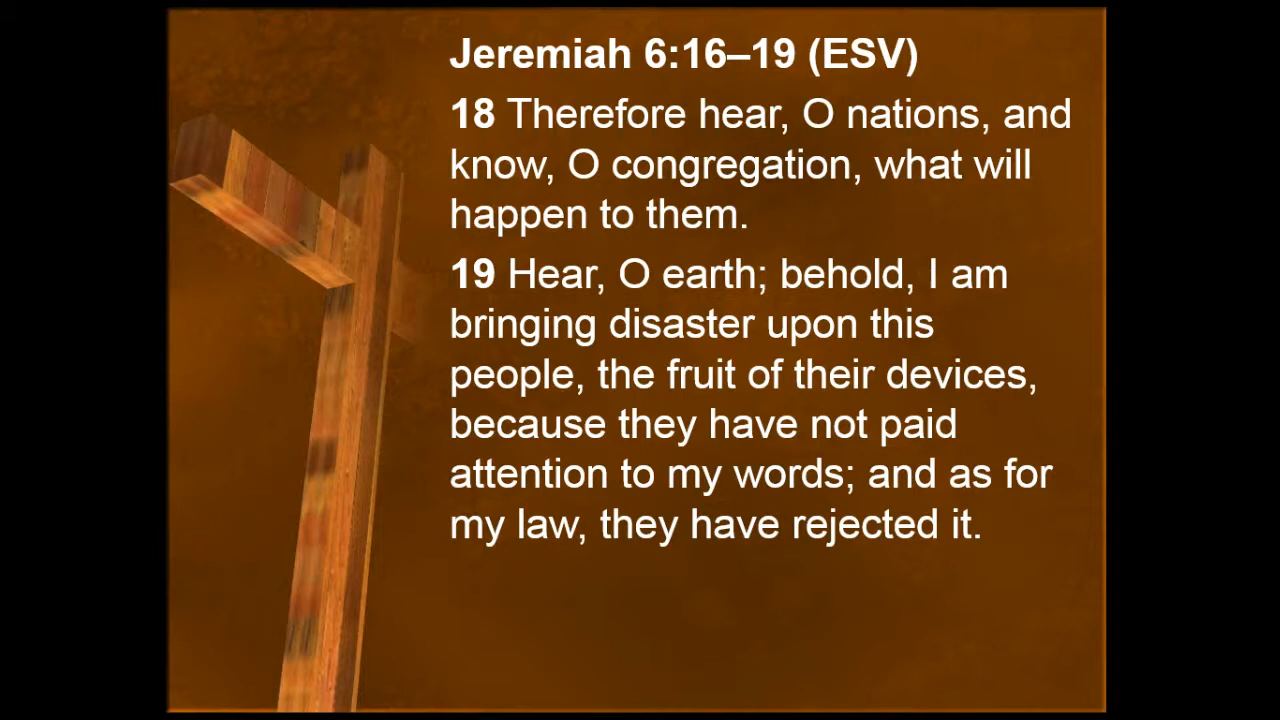 Jeremiah 6:16–19 (ESV)
18 Therefore hear, O nations, and
know, O congregation, what will
happen to them.
19 Hear, O earth; behold, I am
bringing disaster upon this
people, the fruit of their devices,
because they have not paid
attention to my words; and as for
my law, they have rejected it.